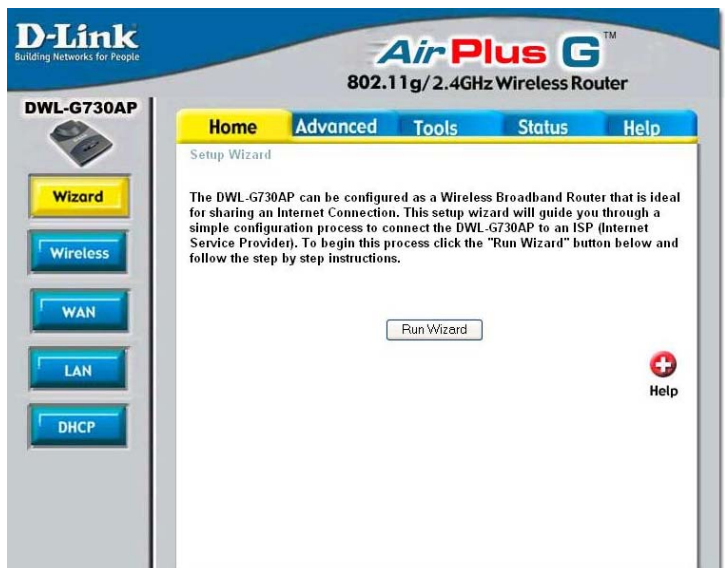 D-Link
Building Networks for People
Air Plus G™
802.11g/2.4GHz Wireless Router
DWL-G730AP
Home Advanced Tools Status Help
Wizard
Wireless
WAN
LAN
DHCP
Setup Wizard
The DWL-G730AP can be configured as a Wireless Broadband Router that is ideal
for sharing an Internet Connection. This setup wizard will guide you through a
simple configuration process to connect the DWL-G730AP to an ISP (Internet
Service Provider). To begin this process click the "Run Wizard" button below and
follow the step by step instructions.
Run Wizard
Help